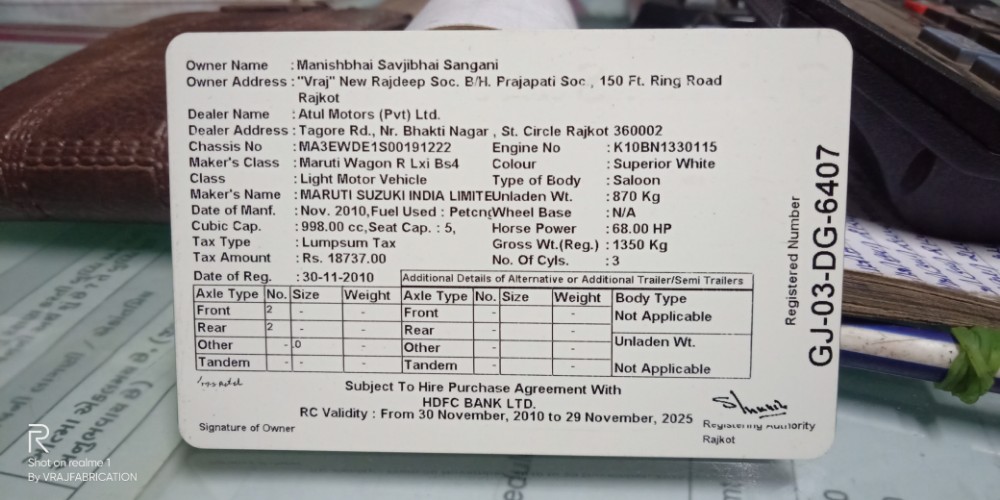 Owner Name : Manishbhai Savjibhai Sangani
Owner Address : "Vraj" New Rajdeep Soc. B/H. Prajapati Soc., 150 Ft. Ring Road
Rajkot
Dealer Name : Atul Motors (Pvt) Ltd.
Dealer Address : Tagore Rd., Nr. Bhakti Nagar , St. Circle Rajkot 360002
Chassis No : MA3EWDE1S00191222 Engine No : K10BN1330115
Maker's Class : Maruti Wagon R Lxi Bs4 Colour : Superior White
Class : Light Motor Vehicle Type of Body : Saloon
Maker's Name : MARUTI SUZUKI INDIA LIMITE Unladen Wt. : 870 Kg
Date of Manf. : Nov. 2010,Fuel Used : Petcng Wheel Base : N/A
Cubic Cap. : 998.00 cc,Seat Cap. : 5, Horse Power : 68.00 HP
Tax Type : Lumpsum Tax Gross Wt.(Reg.) : 1350 Kg
Tax Amount : Rs. 18737.00 No. Of Cyls. : 3
Date of Reg. : 30-11-2010 Additional Details of Alternative or Additional Trailer/Semi Trailers
Axle Type No. Size Weight Axle Type No. Size Weight Body Type
Front 2 - - Front - - Not Applicable
Rear 2 - - Rear - -
Other - .0 - Other - - Unladen Wt.
Tandem - - - Tandem - - Not Applicable
Subject To Hire Purchase Agreement With
HDFC BANK LTD.
RC Validity : From 30 November, 2010 to 29 November, 2025
Signature of Owner
Registering Authority
Rajkot
Registered Number
GJ-03-DG-6407
R
Shot on realme 1
By VRAJFABRICATION